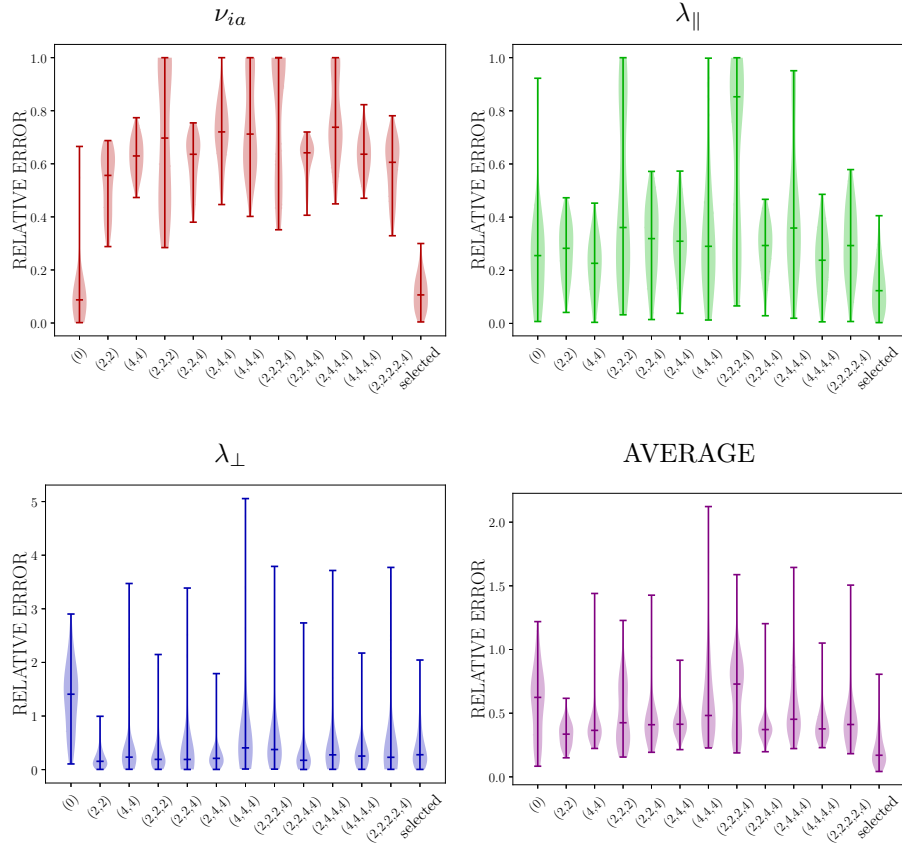 ν_{ia}
RELATIVE ERROR
1.0
0.8
0.6
0.4
0.2
0.0
(0) (2,2) (4,4) (2,2,2) (2,2,4) (2,4,4) (4,4,4) (2,2,2,4) (2,2,4,4) (2,4,4,4) (4,4,4,4) (2,2,2,2,4) selected
λ_∥
RELATIVE ERROR
1.0
0.8
0.6
0.4
0.2
0.0
(0) (2,2) (4,4) (2,2,2) (2,2,4) (2,4,4) (4,4,4) (2,2,2,4) (2,2,4,4) (2,4,4,4) (4,4,4,4) (2,2,2,2,4) selected
λ_⊥
RELATIVE ERROR
5
4
3
2
1
0
(0) (2,2) (4,4) (2,2,2) (2,2,4) (2,4,4) (4,4,4) (2,2,2,4) (2,2,4,4) (2,4,4,4) (4,4,4,4) (2,2,2,2,4) selected
AVERAGE
RELATIVE ERROR
2.0
1.5
1.0
0.5
0.0
(0) (2,2) (4,4) (2,2,2) (2,2,4) (2,4,4) (4,4,4) (2,2,2,4) (2,2,4,4) (2,4,4,4) (4,4,4,4) (2,2,2,2,4) selected